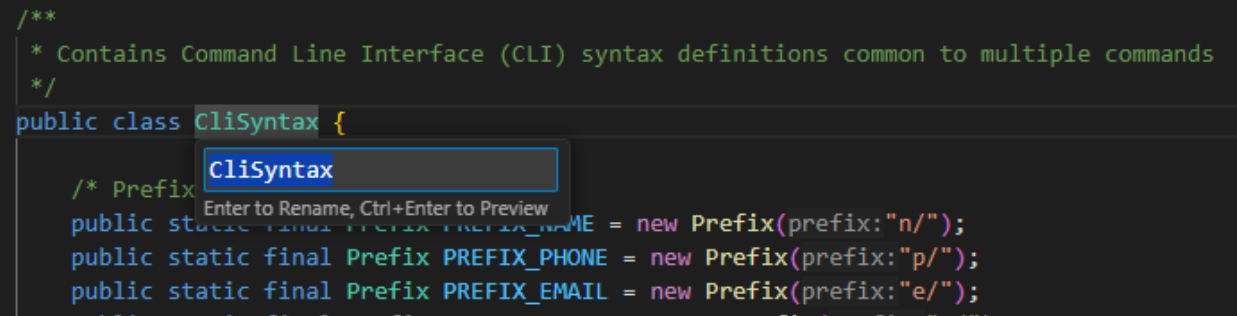 /**
* Contains Command Line Interface (CLI) syntax definitions common to multiple commands
*/
public class CliSyntax {
CliSyntax
/* Prefix
Enter to Rename, Ctrl+Enter to Preview
public static final Prefix PREFIX_NAME = new Prefix(prefix:"n/");
public static final Prefix PREFIX_PHONE = new Prefix(prefix:"p/");
public static final Prefix PREFIX_EMAIL = new Prefix(prefix:"e/");